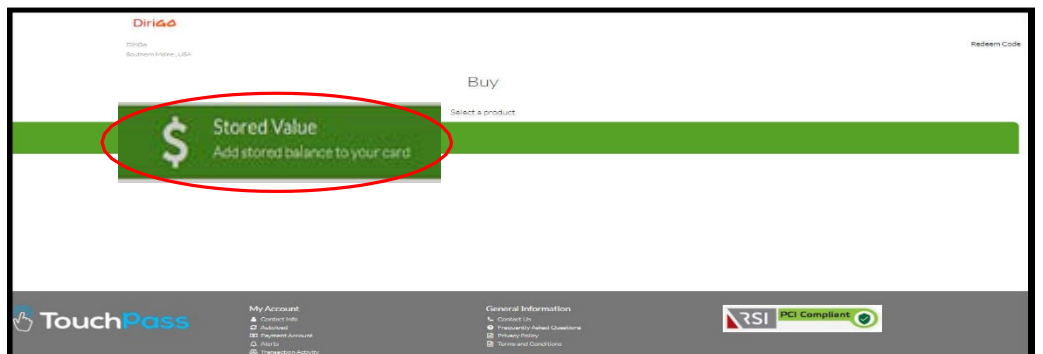 DiriGo
DiriGo
Southern Maine, USA
Redeem Code
Buy
Select a product
$ Stored Value
Add stored balance to your card
TouchPass
My Account
Contact Info
Autoload
Payment Account
Alerts
Transaction Activity
General Information
Contact Us
Frequently Asked Questions
Privacy Policy
Terms and Conditions
RSI
PCI Compliant